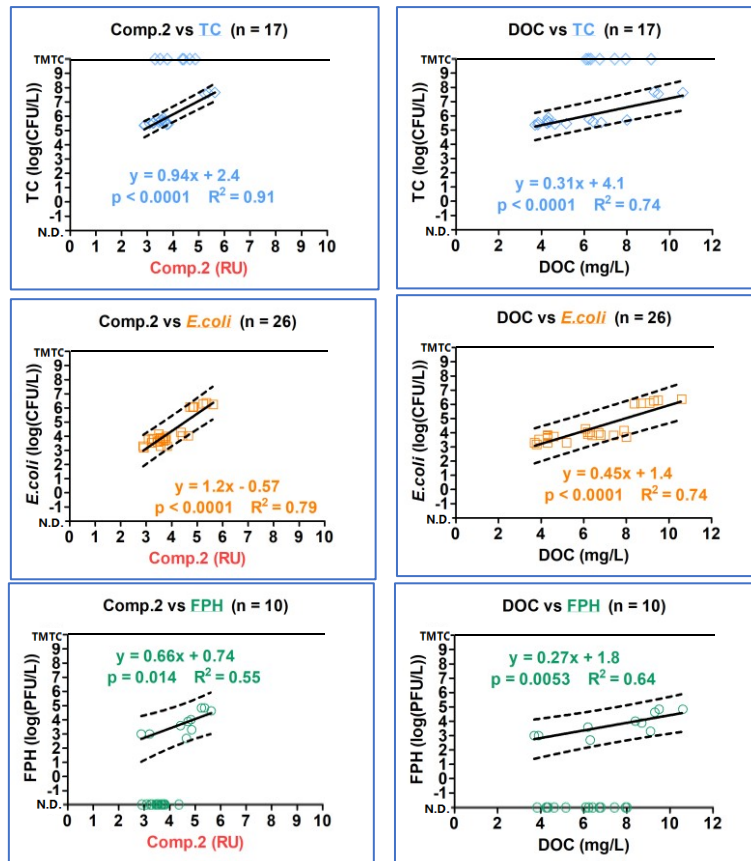 Comp.2 vs TC (n = 17)
TMTC
9
8
7
6
5
4
3
2
1
0
-1
N.D.
TC (log(CFU/L))
y = 0.94x + 2.4
p < 0.0001 R² = 0.91
0 1 2 3 4 5 6 7 8 9 10
Comp.2 (RU)
DOC vs TC (n = 17)
TMTC
9
8
7
6
5
4
3
2
1
0
-1
N.D.
TC (log(CFU/L))
y = 0.31x + 4.1
p < 0.0001 R² = 0.74
0 2 4 6 8 10 12
DOC (mg/L)
Comp.2 vs E.coli (n = 26)
TMTC
9
8
7
6
5
4
3
2
1
0
-1
N.D.
E.coli (log(CFU/L))
y = 1.2x - 0.57
p < 0.0001 R² = 0.79
0 1 2 3 4 5 6 7 8 9 10
Comp.2 (RU)
DOC vs E.coli (n = 26)
TMTC
9
8
7
6
5
4
3
2
1
0
-1
N.D.
E.coli (log(CFU/L))
y = 0.45x + 1.4
p < 0.0001 R² = 0.74
0 2 4 6 8 10 12
DOC (mg/L)
Comp.2 vs FPH (n = 10)
TMTC
9
8
7
6
5
4
3
2
1
0
-1
N.D.
FPH (log(PFU/L))
y = 0.66x + 0.74
p = 0.014 R² = 0.55
0 1 2 3 4 5 6 7 8 9 10
Comp.2 (RU)
DOC vs FPH (n = 10)
TMTC
9
8
7
6
5
4
3
2
1
0
-1
N.D.
FPH (log(PFU/L))
y = 0.27x + 1.8
p = 0.0053 R² = 0.64
0 2 4 6 8 10 12
DOC (mg/L)